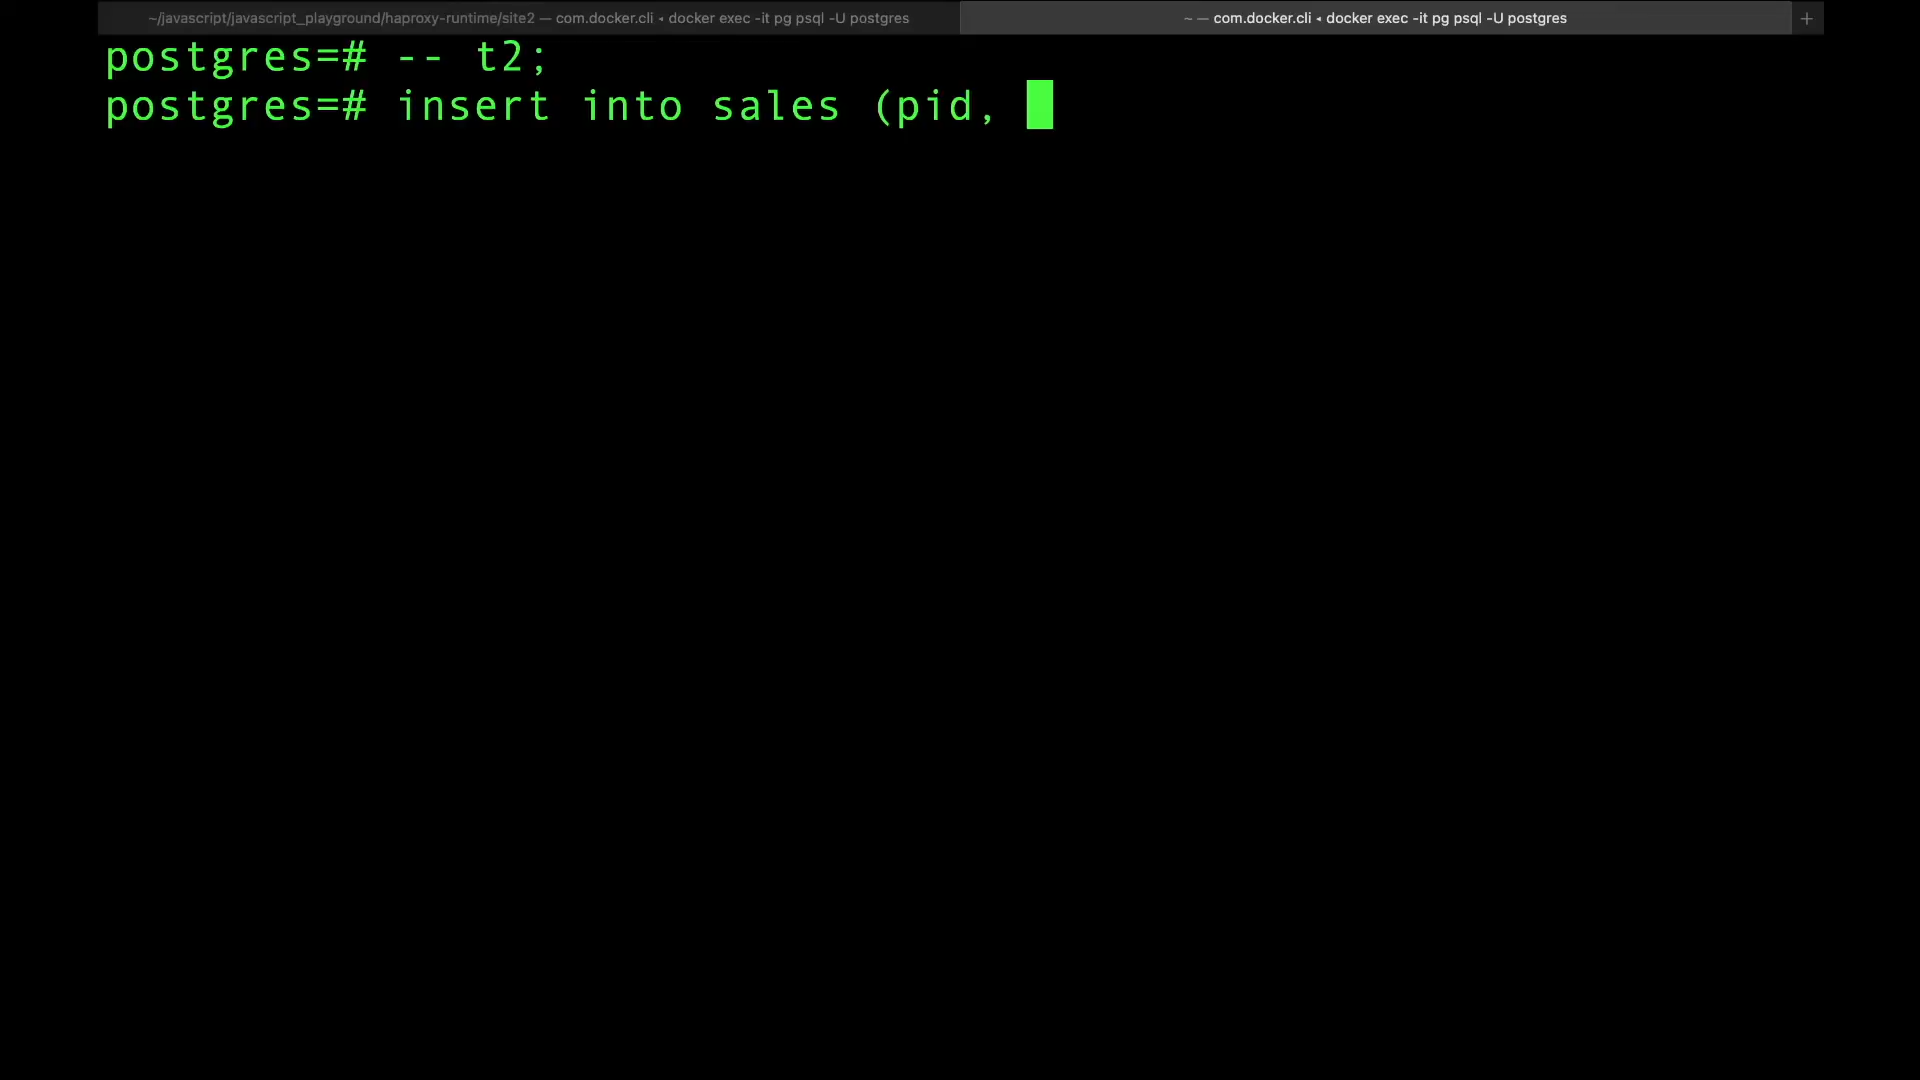 ~/javascript/javascript_playground/haproxy-runtime/site2 — com.docker.cli ◂ docker exec -it pg psql -U postgres
~ — com.docker.cli ◂ docker exec -it pg psql -U postgres
+
postgres=# -- t2;
postgres=# insert into sales (pid,